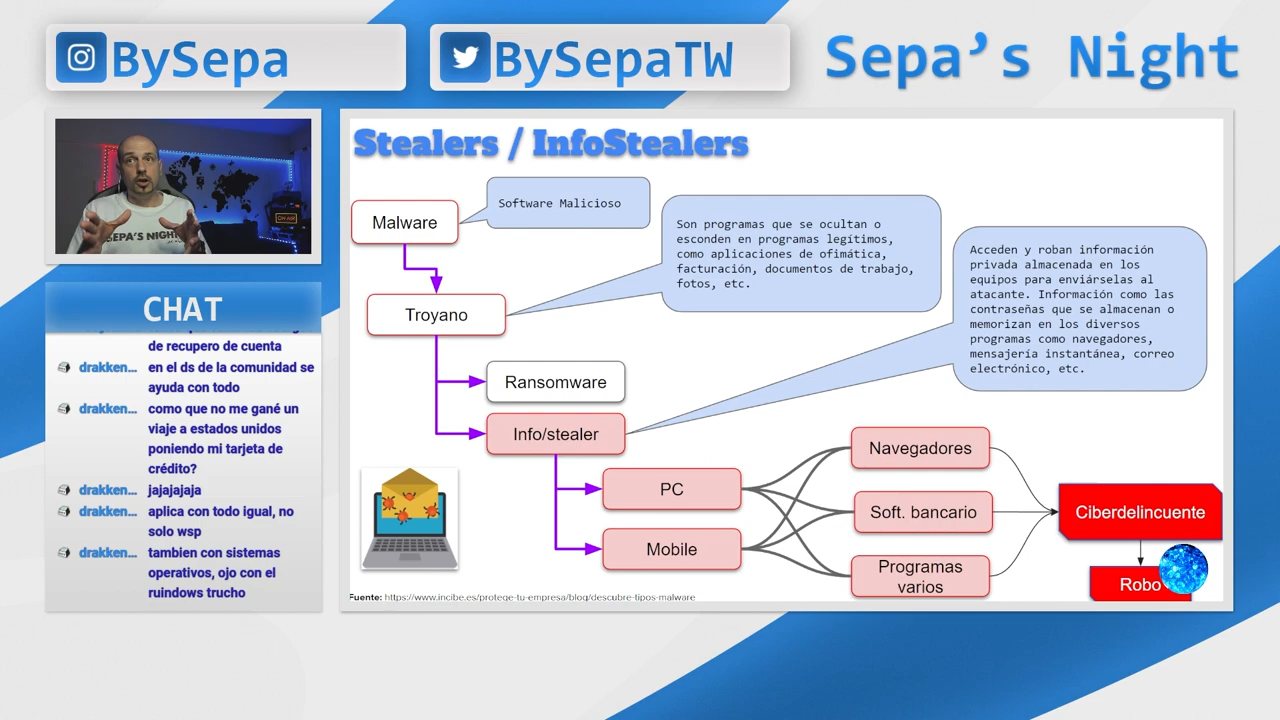 BySepa
BySepaTW
Sepa's Night
Stealers / InfoStealers
Malware
Software Malicioso
Son programas que se ocultan o
esconden en programas legítimos,
como aplicaciones de ofimática,
facturación, documentos de trabajo,
fotos, etc.
Acceden y roban información
privada almacenada en los
equipos para enviárselas al
atacante. Información como las
contraseñas que se almacenan o
memorizan en los diversos
programas como navegadores,
mensajería instantánea, correo
electrónico, etc.
Troyano
Ransomware
Info/stealer
PC
Mobile
Navegadores
Soft. bancario
Programas
varios
Ciberdelincuente
Robo
Fuente: https://www.incibe.es/protege-tu-empresa/blog/descubre-tipos-malware
ON AIR
SEPA'S NIGHT
CHAT
de recupero de cuenta
drakken... en el ds de la comunidad se
ayuda con todo
drakken... como que no me gané un
viaje a estados unidos
poniendo mi tarjeta de
crédito?
drakken... jajajajaja
drakken... aplica con todo igual, no
solo wsp
drakken... tambien con sistemas
operativos, ojo con el
ruindows trucho